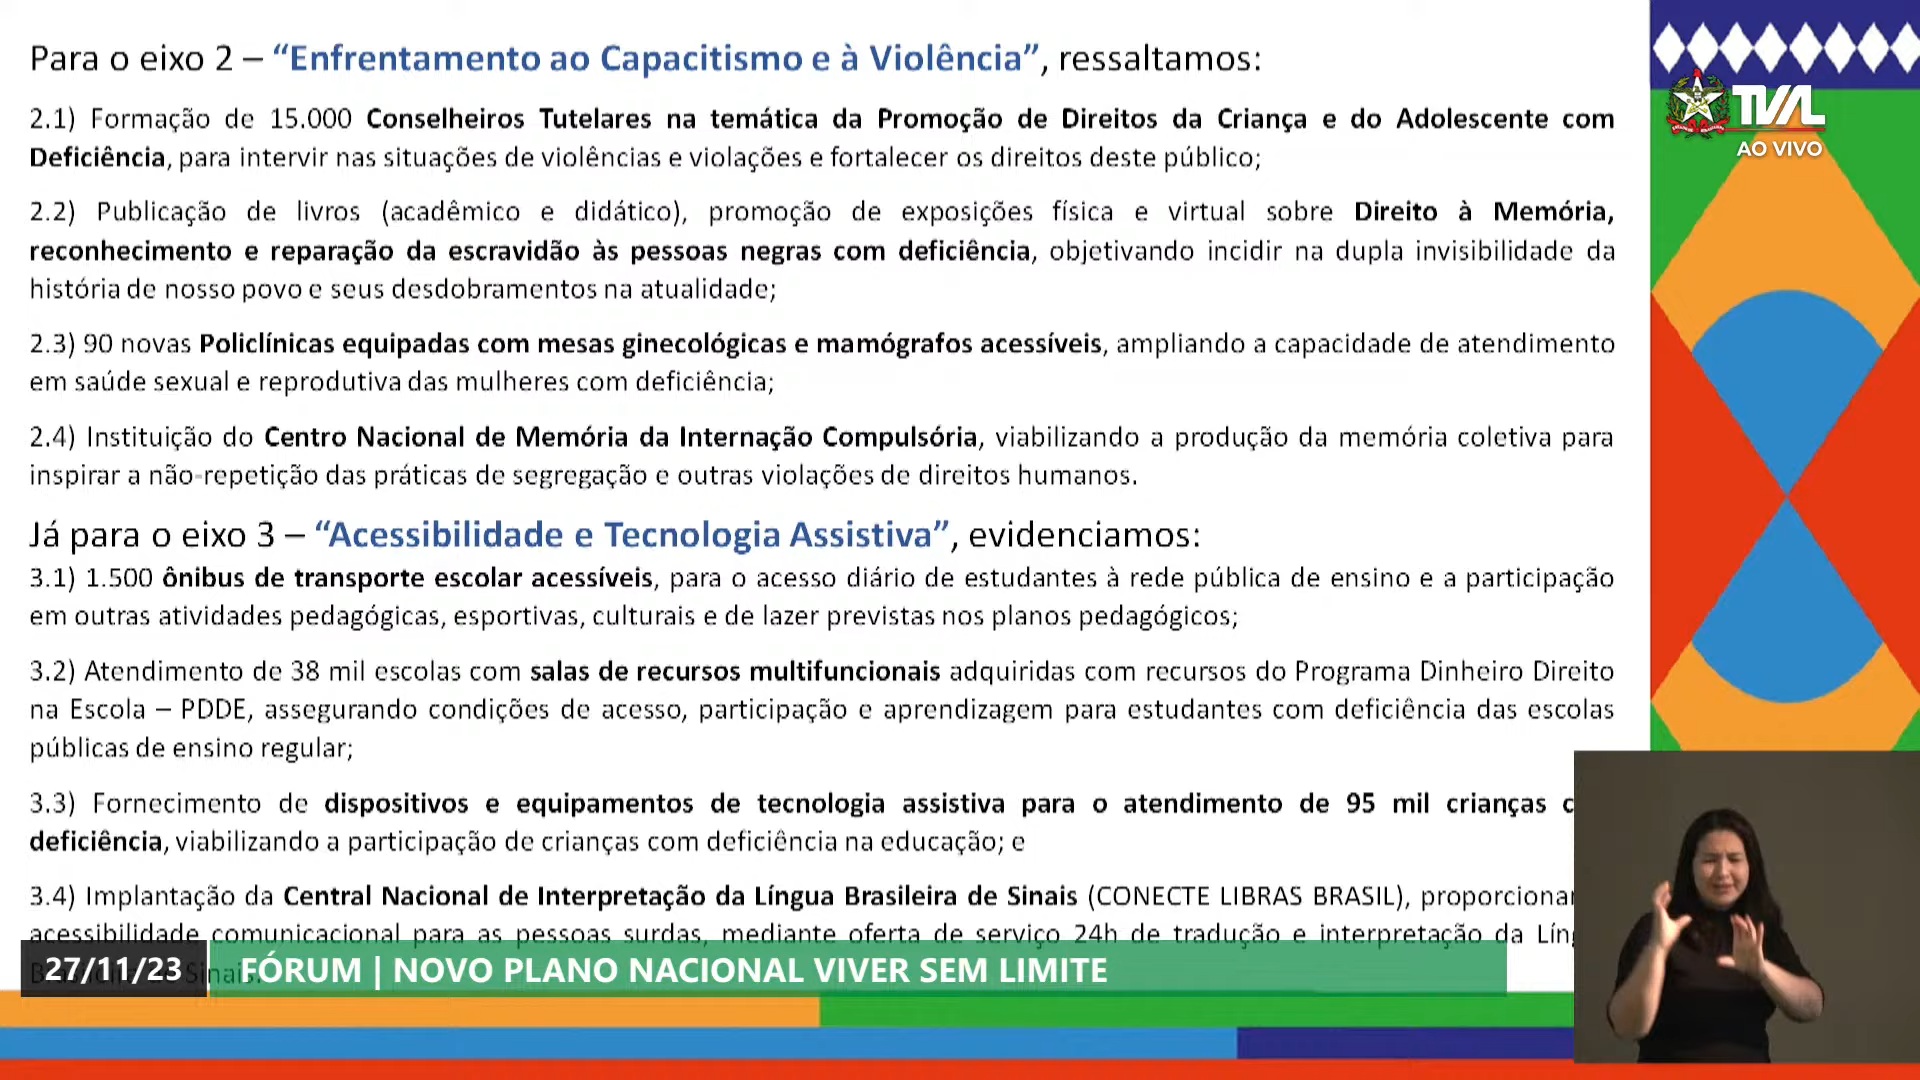 Para o eixo 2 – “Enfrentamento ao Capacitismo e à Violência”, ressaltamos:
2.1) Formação de 15.000 Conselheiros Tutelares na temática da Promoção de Direitos da Criança e do Adolescente com
Deficiência, para intervir nas situações de violências e violações e fortalecer os direitos deste público;
2.2) Publicação de livros (acadêmico e didático), promoção de exposições física e virtual sobre Direito à Memória,
reconhecimento e reparação da escravidão às pessoas negras com deficiência, objetivando incidir na dupla invisibilidade da
história de nosso povo e seus desdobramentos na atualidade;
2.3) 90 novas Policlínicas equipadas com mesas ginecológicas e mamógrafos acessíveis, ampliando a capacidade de atendimento
em saúde sexual e reprodutiva das mulheres com deficiência;
2.4) Instituição do Centro Nacional de Memória da Internação Compulsória, viabilizando a produção da memória coletiva para
inspirar a não-repetição das práticas de segregação e outras violações de direitos humanos.
Já para o eixo 3 – “Acessibilidade e Tecnologia Assistiva”, evidenciamos:
3.1) 1.500 ônibus de transporte escolar acessíveis, para o acesso diário de estudantes à rede pública de ensino e a participação
em outras atividades pedagógicas, esportivas, culturais e de lazer previstas nos planos pedagógicos;
3.2) Atendimento de 38 mil escolas com salas de recursos multifuncionais adquiridas com recursos do Programa Dinheiro Direito
na Escola – PDDE, assegurando condições de acesso, participação e aprendizagem para estudantes com deficiência das escolas
públicas de ensino regular;
3.3) Fornecimento de dispositivos e equipamentos de tecnologia assistiva para o atendimento de 95 mil crianças
deficiência, viabilizando a participação de crianças com deficiência na educação; e
3.4) Implantação da Central Nacional de Interpretação da Língua Brasileira de Sinais (CONECTE LIBRAS BRASIL),
acessibilidade comunicacional para as pessoas surdas, mediante oferta de serviço 24h de tradução e interpretação da
27/11/23 FÓRUM | NOVO PLANO NACIONAL VIVER SEM LIMITE
TVAL
AO VIVO